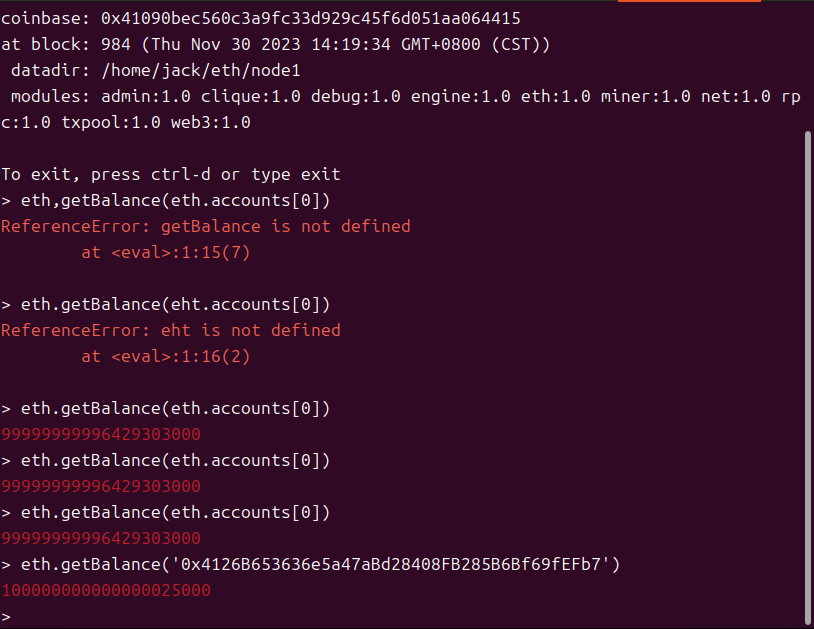 coinbase: 0x41090bec560c3a9fc33d929c45f6d051aa064415
at block: 984 (Thu Nov 30 2023 14:19:34 GMT+0800 (CST))
datadir: /home/jack/eth/node1
modules: admin:1.0 clique:1.0 debug:1.0 engine:1.0 eth:1.0 miner:1.0 net:1.0 rp
c:1.0 txpool:1.0 web3:1.0
To exit, press ctrl-d or type exit
> eth,getBalance(eth.accounts[0])
ReferenceError: getBalance is not defined
at <eval>:1:15(7)
> eth.getBalance(eht.accounts[0])
ReferenceError: eht is not defined
at <eval>:1:16(2)
> eth.getBalance(eth.accounts[0])
99999999996429303000
> eth.getBalance(eth.accounts[0])
99999999996429303000
> eth.getBalance(eth.accounts[0])
99999999996429303000
> eth.getBalance('0x4126B653636e5a47aBd28408FB285B6Bf69fEFb7')
100000000000000025000
>